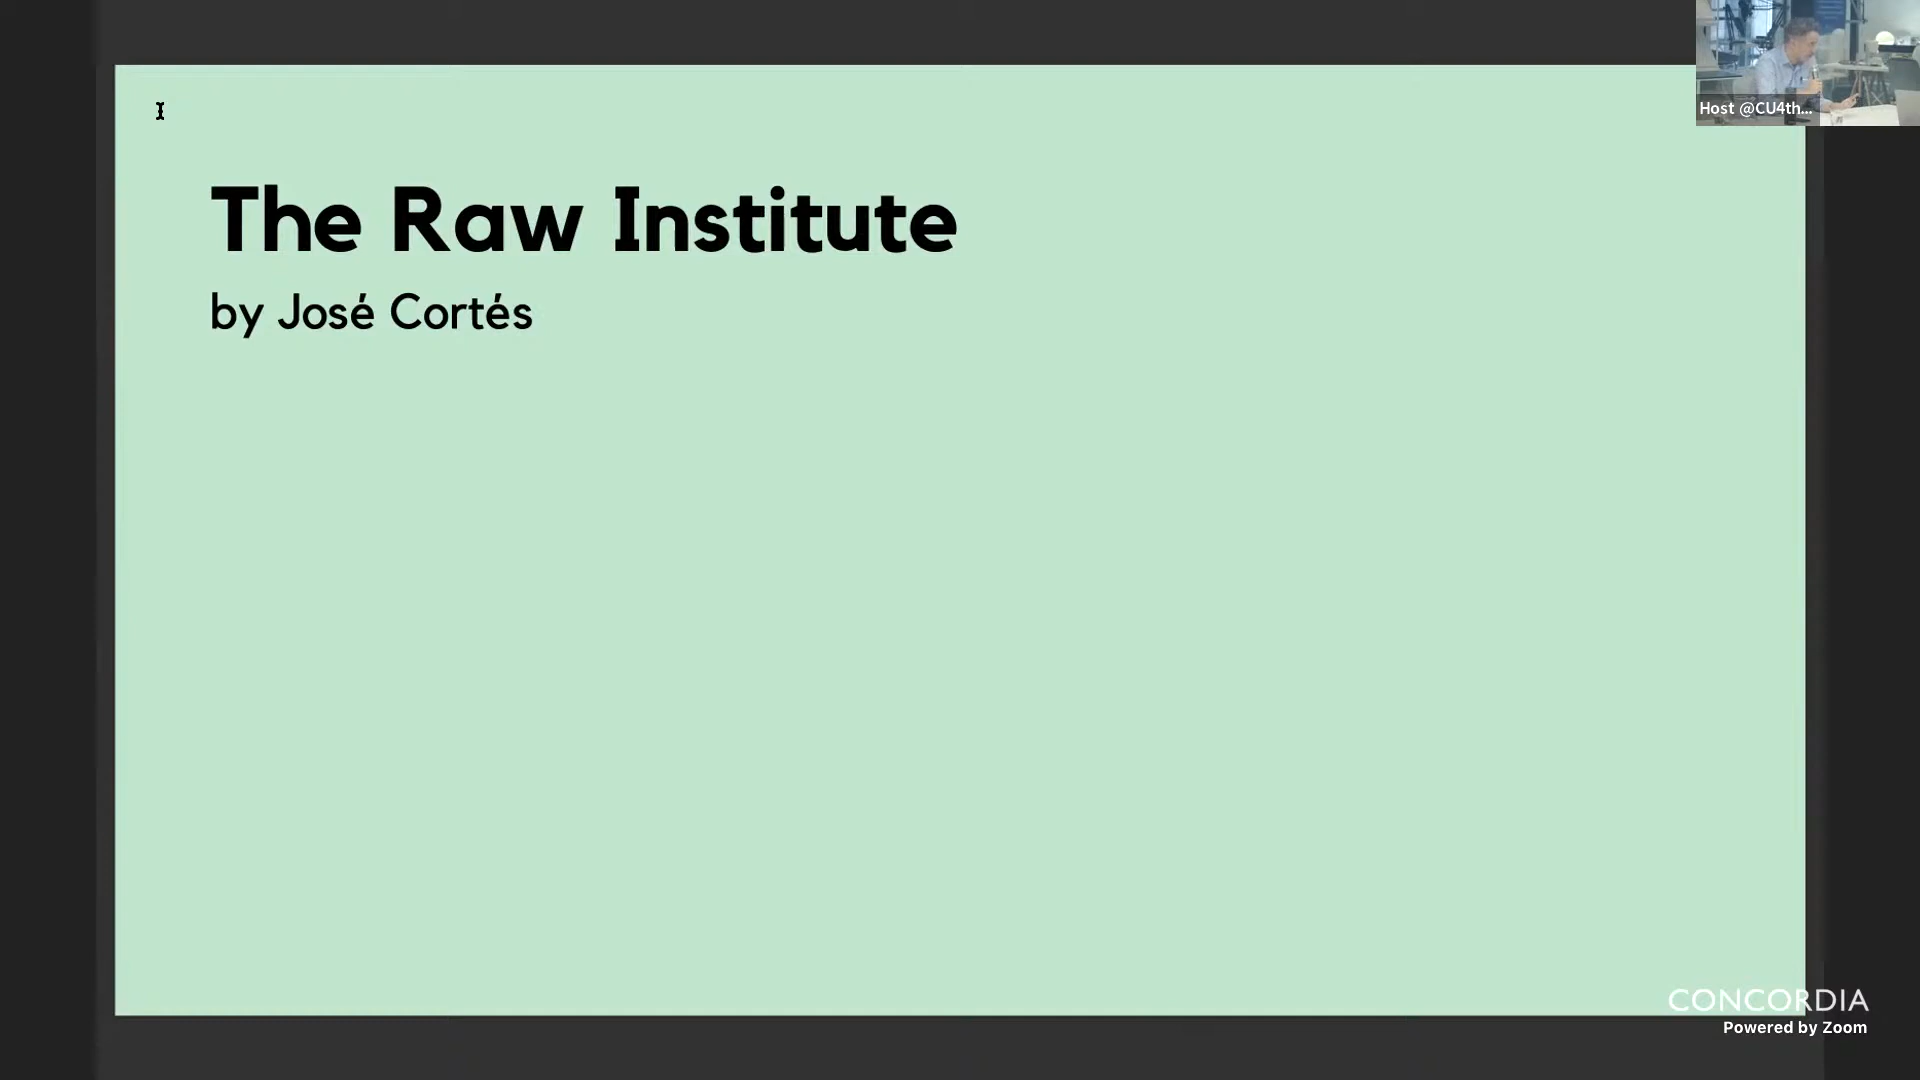 Host @CU4th...
The Raw Institute
by José Cortés
CONCORDIA
Powered by Zoom